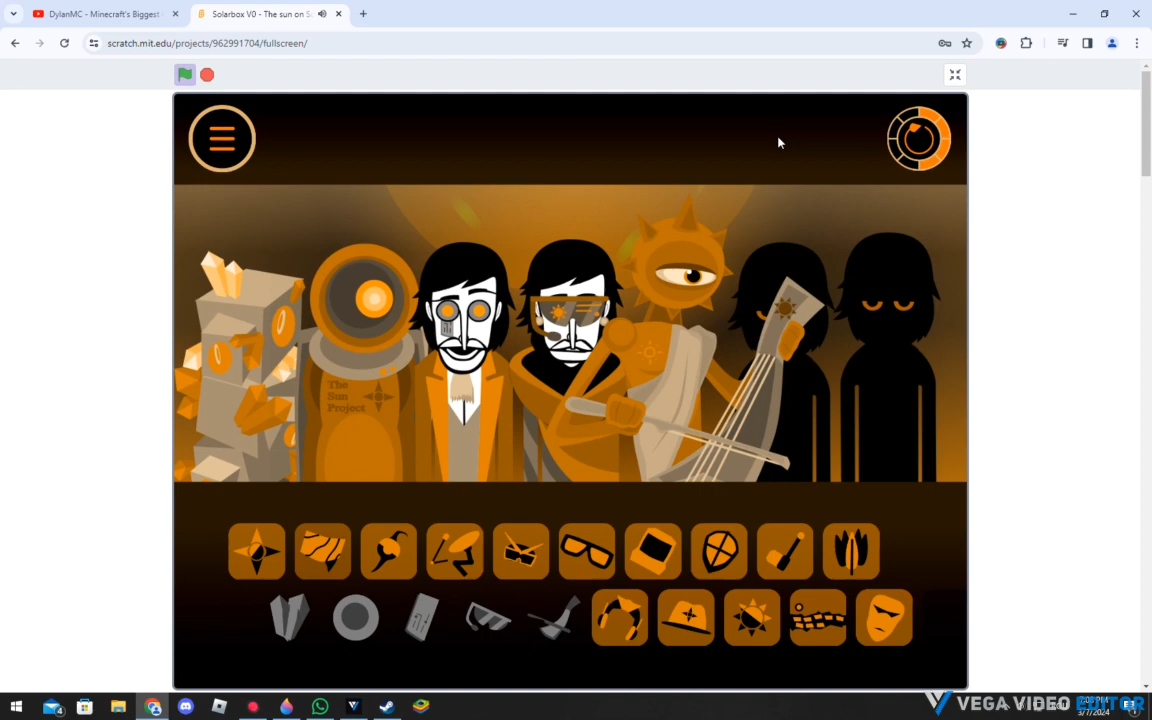 DylanMC - Minecraft's Biggest
Solarbox V0 - The sun on S
scratch.mit.edu/projects/962991704/fullscreen/
The
Sun
Project
4
VEGA VIDEO EDITOR
3/7/2024